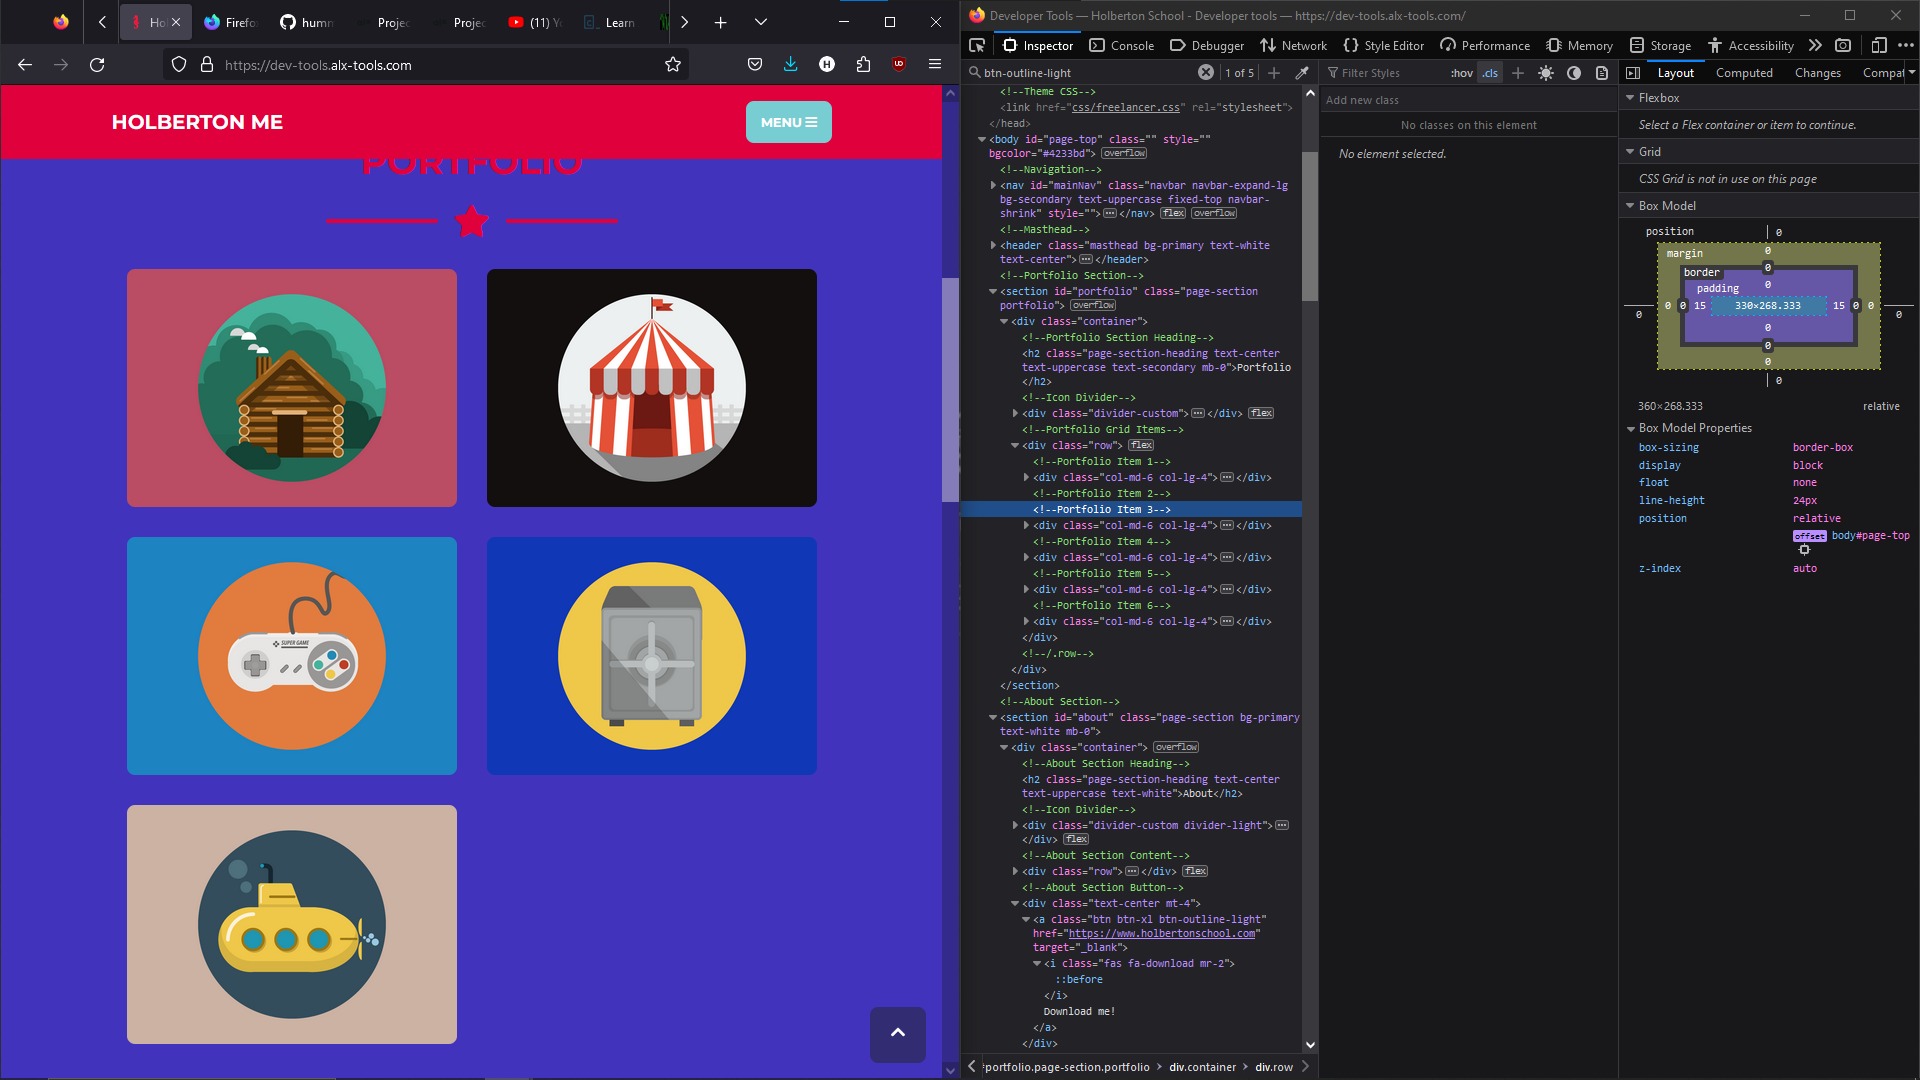 Hol
Firefo
humn
Projec
Projec
(11) Y
Learn
https://dev-tools.alx-tools.com
HOLBERTON ME
MENU
PORTFOLIO
SUPER GAME
Developer Tools — Holberton School - Developer tools — https://dev-tools.alx-tools.com/
Inspector
Console
Debugger
Network
Style Editor
Performance
Memory
Storage
Accessibility
btn-outline-light
1 of 5
Filter Styles
:hov
.cls
Layout
Computed
Changes
Compat
<!--Theme CSS-->
<link href="css/freelancer.css" rel="stylesheet">
</head>
<body id="page-top" class="" style=""
bgcolor="#4233bd"> overflow
<!--Navigation-->
<nav id="mainNav" class="navbar navbar-expand-lg
bg-secondary text-uppercase fixed-top navbar-
shrink" style=""> </nav> flex overflow
<!--Masthead-->
<header class="masthead bg-primary text-white
text-center"> </header>
<!--Portfolio Section-->
<section id="portfolio" class="page-section
portfolio"> overflow
<div class="container">
<!--Portfolio Section Heading-->
<h2 class="page-section-heading text-center
text-uppercase text-secondary mb-0">Portfolio
</h2>
<!--Icon Divider-->
<div class="divider-custom"> </div> flex
<!--Portfolio Grid Items-->
<div class="row"> flex
<!--Portfolio Item 1-->
<div class="col-md-6 col-lg-4"> </div>
<!--Portfolio Item 2-->
<!--Portfolio Item 3-->
<div class="col-md-6 col-lg-4"> </div>
<!--Portfolio Item 4-->
<div class="col-md-6 col-lg-4"> </div>
<!--Portfolio Item 5-->
<div class="col-md-6 col-lg-4"> </div>
<!--Portfolio Item 6-->
<div class="col-md-6 col-lg-4"> </div>
</div>
<!--/.row-->
</div>
</section>
<!--About Section-->
<section id="about" class="page-section bg-primary
text-white mb-0">
<div class="container"> overflow
<!--About Section Heading-->
<h2 class="page-section-heading text-center
text-uppercase text-white">About</h2>
<!--Icon Divider-->
<div class="divider-custom divider-light">
</div> flex
<!--About Section Content-->
<div class="row"> </div> flex
<!--About Section Button-->
<div class="text-center mt-4">
<a class="btn btn-xl btn-outline-light"
href="https://www.holbertonschool.com"
target="_blank">
<i class="fas fa-download mr-2">
::before
</i>
Download me!
</a>
</div>
#portfolio.page-section.portfolio
div.container
div.row
Add new class
No classes on this element
No element selected.
Flexbox
Select a Flex container or item to continue.
Grid
CSS Grid is not in use on this page
Box Model
position
0
margin
0
border
0
padding
0
0
0
0
15
330×268.333
15
0
0
0
0
0
0
0
360×268.333
relative
Box Model Properties
box-sizing
border-box
display
block
float
none
line-height
24px
position
relative
offset body#page-top
z-index
auto